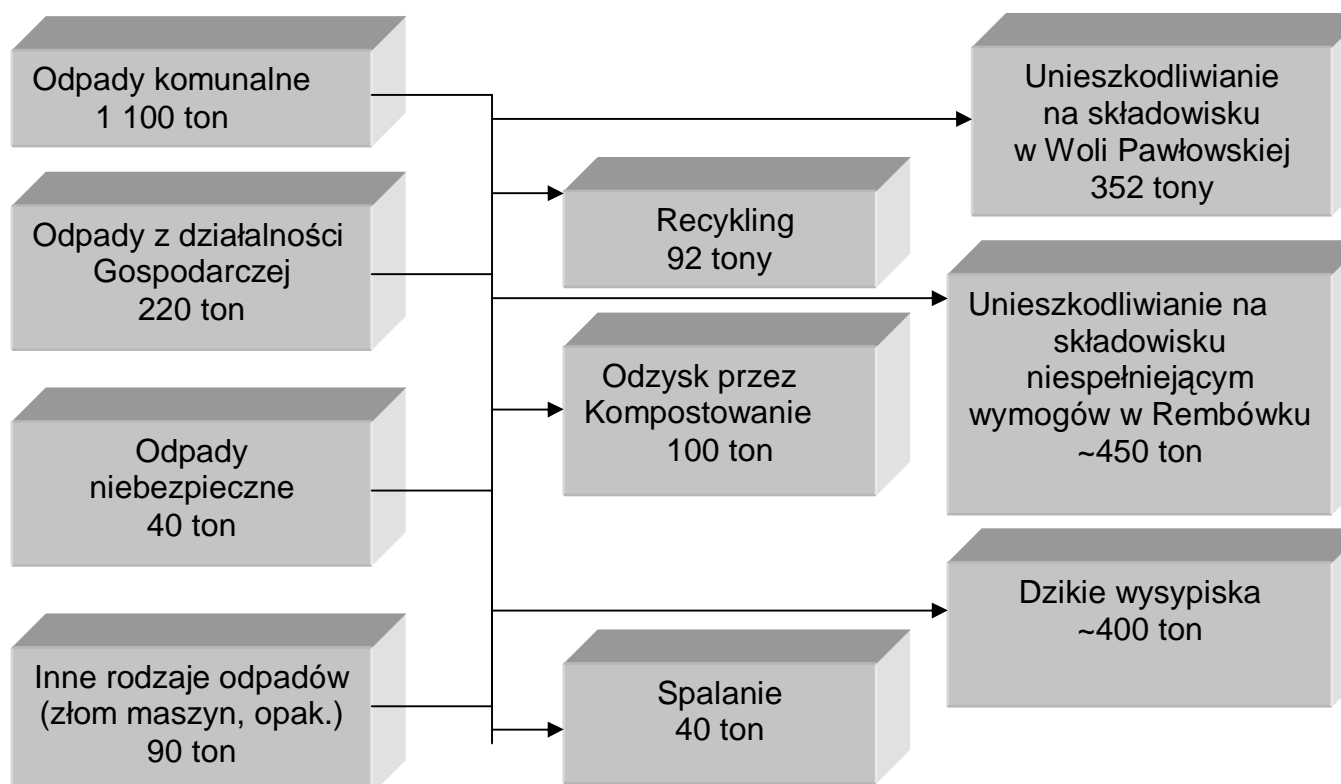 Odpady komunalne
1 100 ton
Odpady z działalności
Gospodarczej
220 ton
Odpady
niebezpieczne
40 ton
Inne rodzaje odpadów
(złom maszyn, opak.)
90 ton
Recykling
92 tony
Odzysk przez
Kompostowanie
100 ton
Spalanie
40 ton
Unieszkodliwianie
na składowisku
w Woli Pawłowskiej
352 tony
Unieszkodliwianie na
składowisku
niespełniejącym
wymogów w Rembówku
~450 ton
Dzikie wysypiska
~400 ton